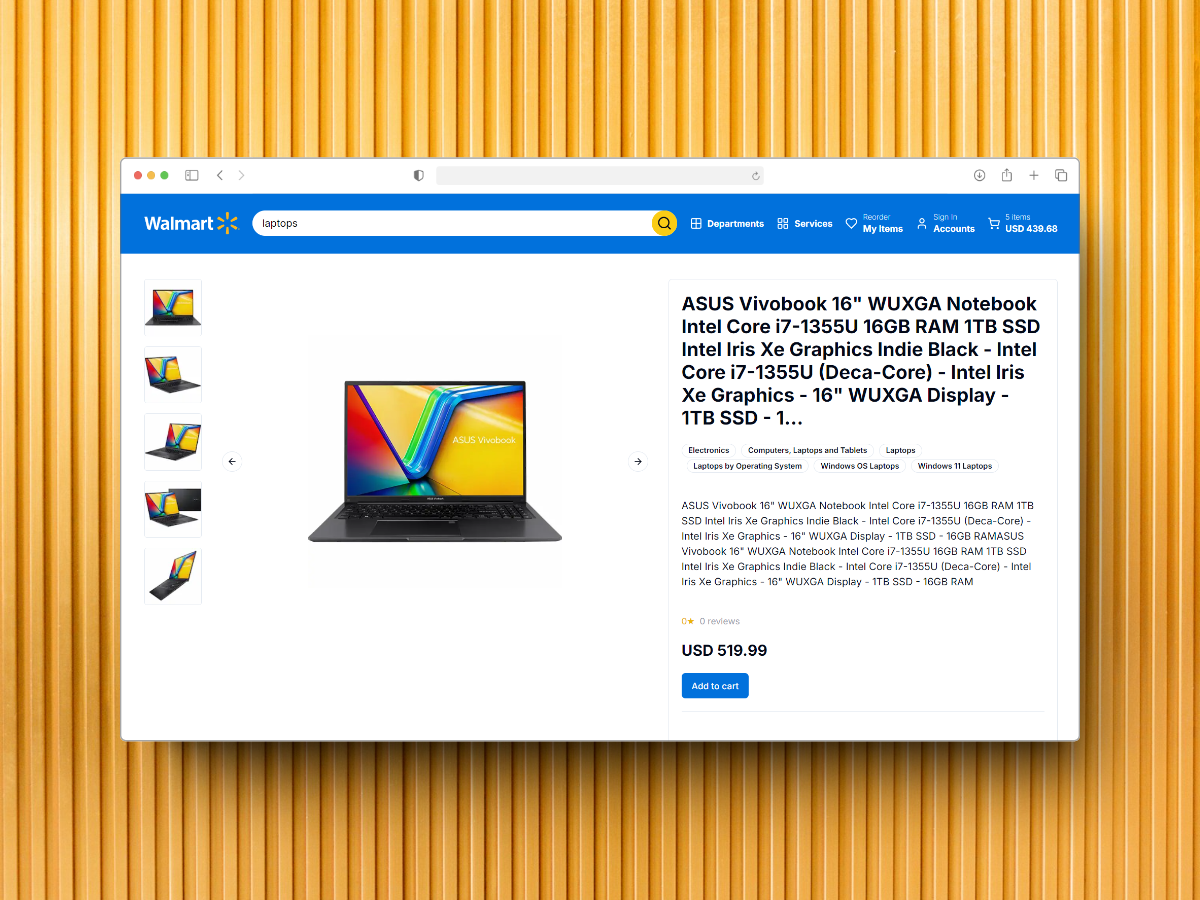 Walmart
laptops
Departments
Services
Reorder
My Items
Sign In
Accounts
5 items
USD 439.68
ASUS Vivobook 16" WUXGA Notebook
Intel Core i7-1355U 16GB RAM 1TB SSD
Intel Iris Xe Graphics Indie Black - Intel
Core i7-1355U (Deca-Core) - Intel Iris
Xe Graphics - 16" WUXGA Display -
1TB SSD - 1...
Electronics Computers, Laptops and Tablets Laptops
Laptops by Operating System Windows OS Laptops Windows 11 Laptops
ASUS Vivobook
ASUS Vivobook 16" WUXGA Notebook Intel Core i7-1355U 16GB RAM 1TB
SSD Intel Iris Xe Graphics Indie Black - Intel Core i7-1355U (Deca-Core) -
Intel Iris Xe Graphics - 16" WUXGA Display - 1TB SSD - 16GB RAMASUS
Vivobook 16" WUXGA Notebook Intel Core i7-1355U 16GB RAM 1TB SSD
Intel Iris Xe Graphics Indie Black - Intel Core i7-1355U (Deca-Core) - Intel
Iris Xe Graphics - 16" WUXGA Display - 1TB SSD - 16GB RAM
0★ 0 reviews
USD 519.99
Add to cart